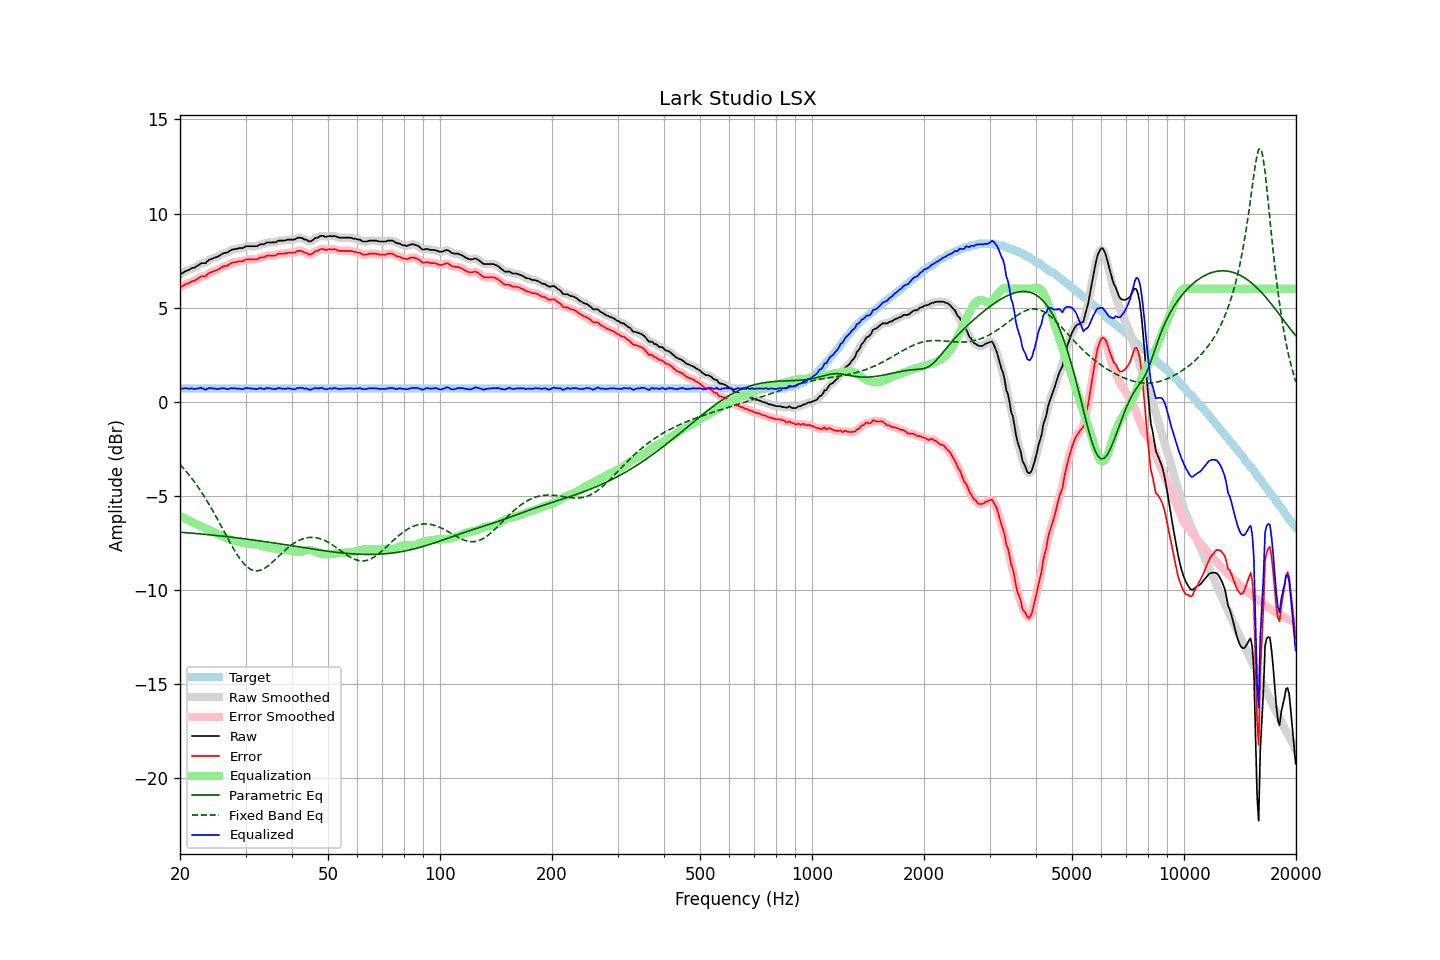 Lark Studio LSX
15
10
5
0
−5
−10
−15
−20
Amplitude (dBr)
Target
Raw Smoothed
Error Smoothed
Raw
Error
Equalization
Parametric Eq
Fixed Band Eq
Equalized
20 50 100 200 500 1000 2000 5000 10000 20000
Frequency (Hz)